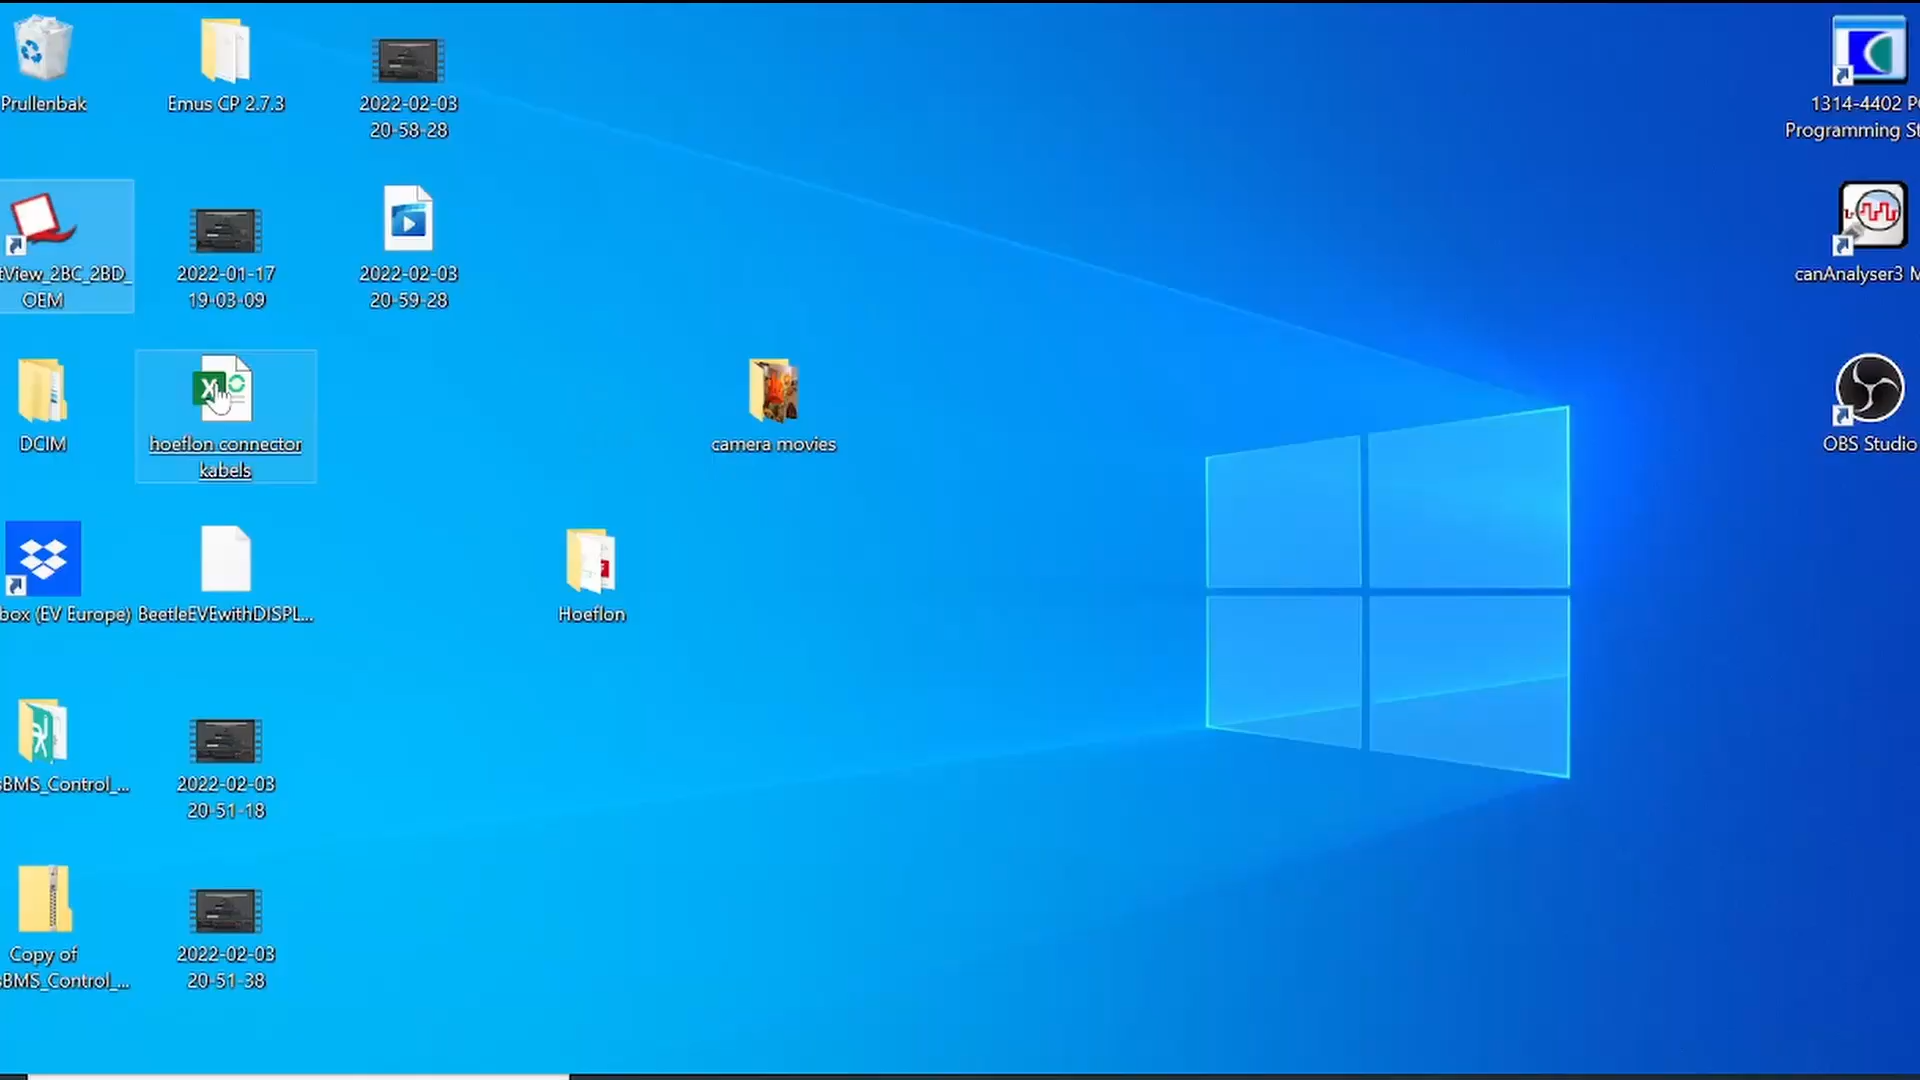 Prullenbak
Emus CP 2.7.3
2022-02-03
20-58-28
1314-4402 P
Programming St
tView_2BC_2BD_
OEM
2022-01-17
19-03-09
2022-02-03
20-59-28
canAnalyser3 M
DCIM
hoeflon connector
kabels
camera movies
OBS Studio
box (EV Europe)
BeetleEVEwithDISPL...
Hoeflon
sBMS_Control_...
2022-02-03
20-51-18
Copy of
sBMS_Control_...
2022-02-03
20-51-38